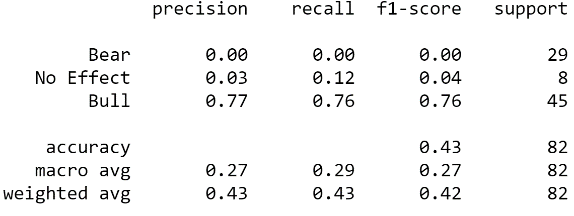 precision recall f1-score support
Bear 0.00 0.00 0.00 29
No Effect 0.03 0.12 0.04 8
Bull 0.77 0.76 0.76 45
accuracy 0.43 82
macro avg 0.27 0.29 0.27 82
weighted avg 0.43 0.43 0.42 82